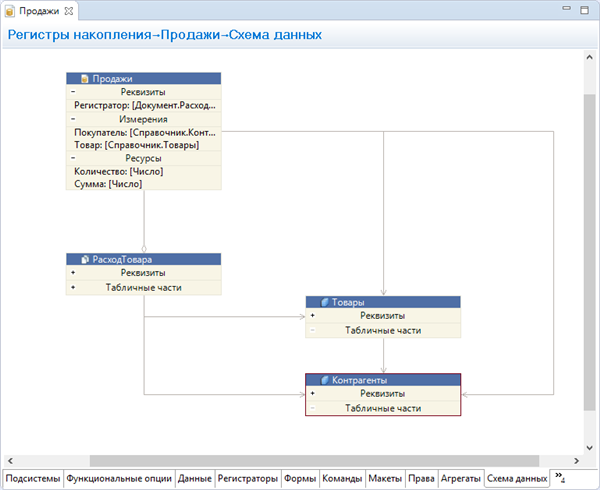 Продажи
Регистры накопления→Продажи→Схема данных
Продажи
Реквизиты
Регистратор: [Документ.Расход...
Измерения
Покупатель: [Справочник.Конт...
Товар: [Справочник.Товары]
Ресурсы
Количество: [Число]
Сумма: [Число]
РасходТовара
Реквизиты
Табличные части
Товары
Реквизиты
Табличные части
Контрагенты
Реквизиты
Табличные части
Подсистемы Функциональные опции Данные Регистраторы Формы Команды Макеты Права Агрегаты Схема данных »4